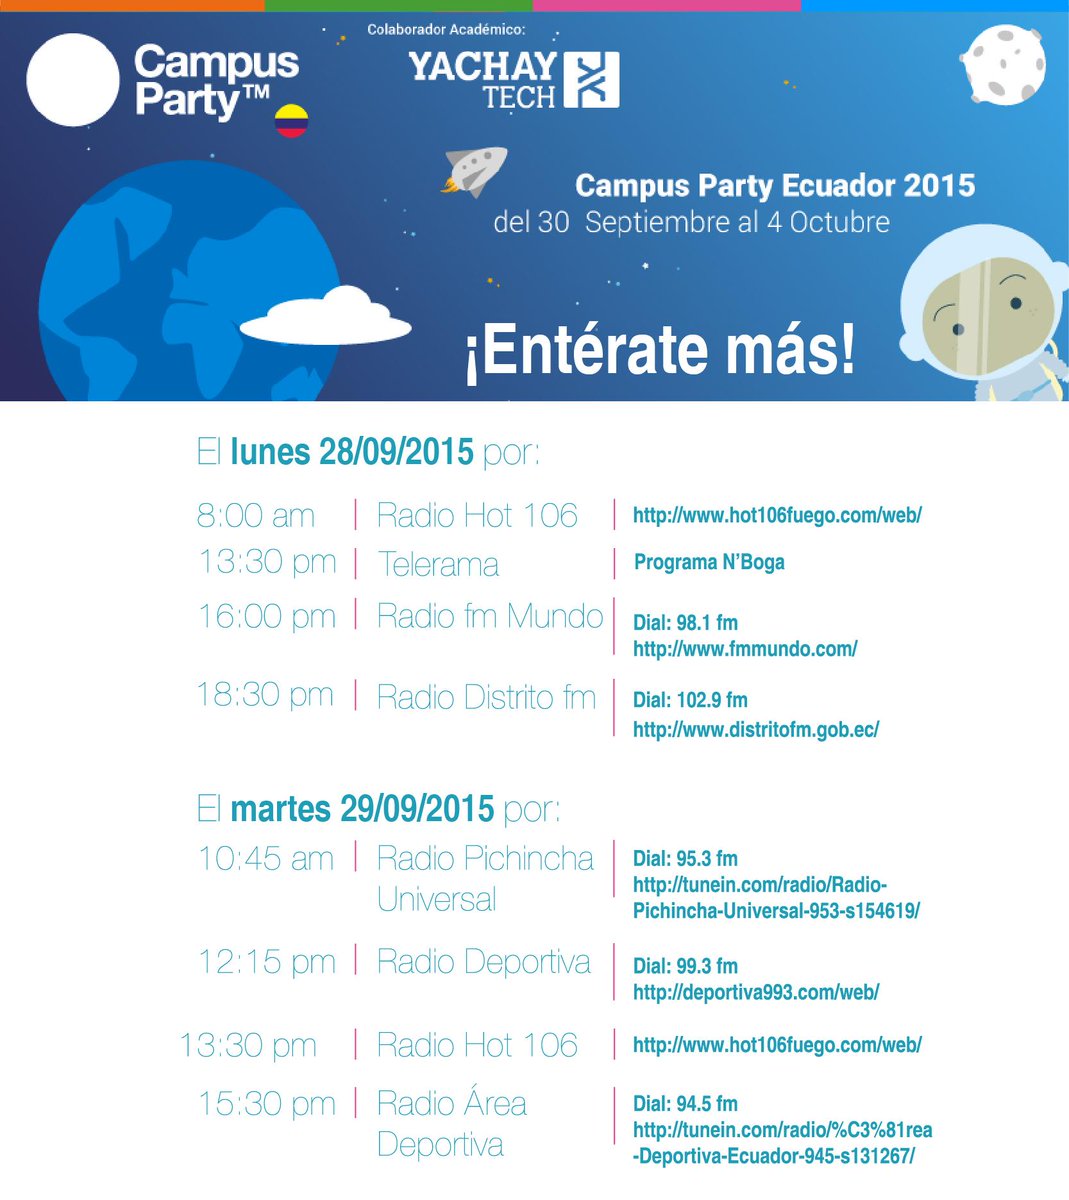 Colaborador Académico:
Campus
Party™
YACHAY
TECH
Campus Party Ecuador 2015
del 30 Septiembre al 4 Octubre
¡Entérate más!
El lunes 28/09/2015 por:
8:00 am | Radio Hot 106 | http://www.hot106fuego.com/web/
13:30 pm | Telerama | Programa N’Boga
16:00 pm | Radio fm Mundo | Dial: 98.1 fm
http://www.fmmundo.com/
18:30 pm | Radio Distrito fm | Dial: 102.9 fm
http://www.distritofm.gob.ec/
El martes 29/09/2015 por:
10:45 am | Radio Pichincha | Dial: 95.3 fm
Universal http://tunein.com/radio/Radio-
Pichincha-Universal-953-s154619/
12:15 pm | Radio Deportiva | Dial: 99.3 fm
http://deportiva993.com/web/
13:30 pm | Radio Hot 106 | http://www.hot106fuego.com/web/
15:30 pm | Radio Área | Dial: 94.5 fm
Deportiva http://tunein.com/radio/%C3%81rea
-Deportiva-Ecuador-945-s131267/